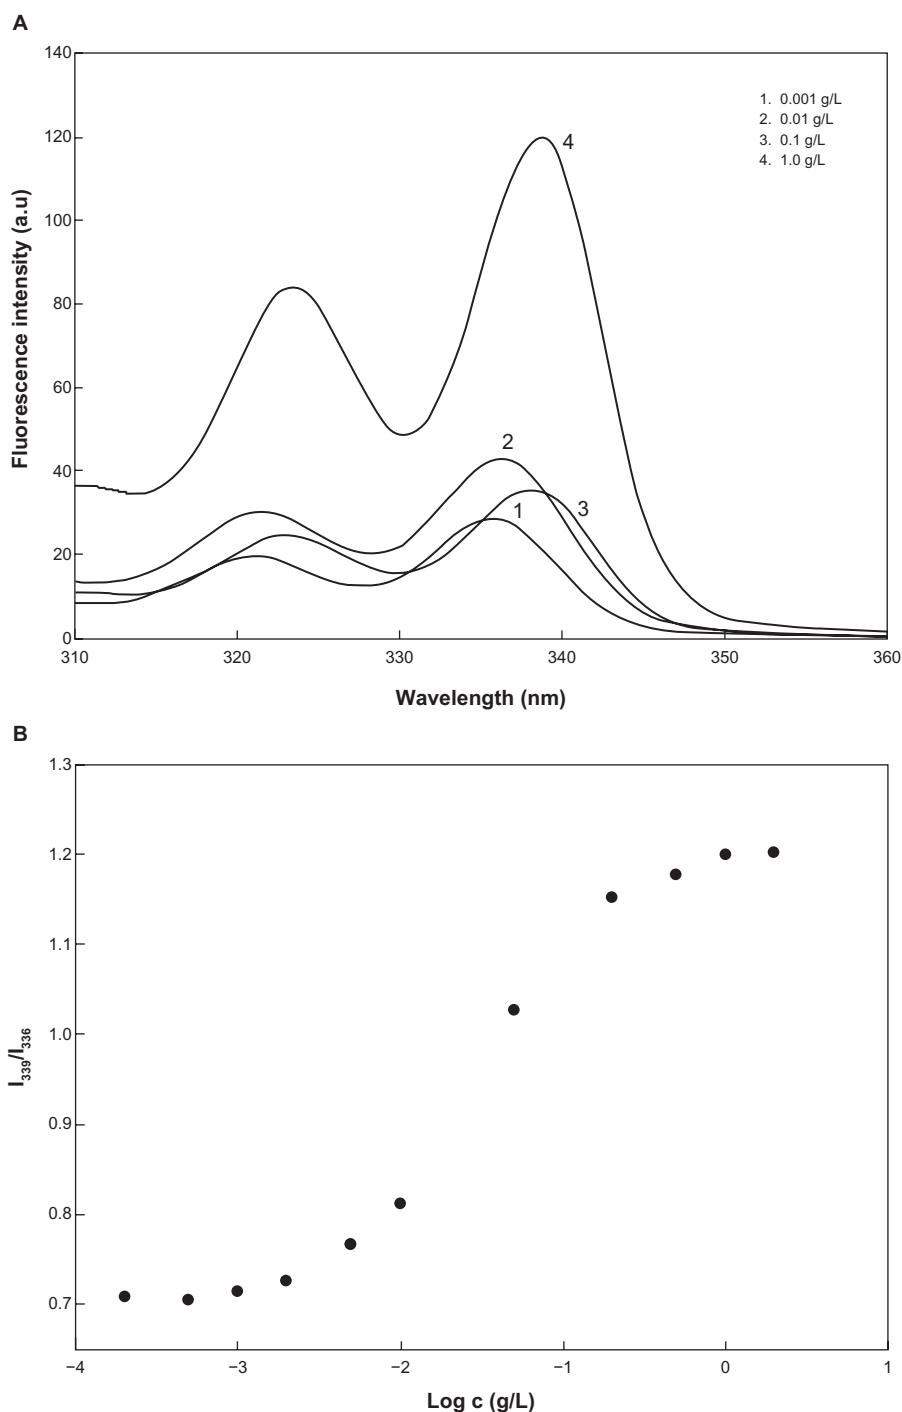 A
140
120
100
80
60
40
20
0
Fluorescence intensity (a.u)
1. 0.001 g/L
2. 0.01 g/L
3. 0.1 g/L
4. 1.0 g/L
4
2
3
1
310 320 330 340 350 360
Wavelength (nm)
B
1.3
1.2
1.1
1.0
0.9
0.8
0.7
I339/I336
−4 −3 −2 −1 0 1
Log c (g/L)